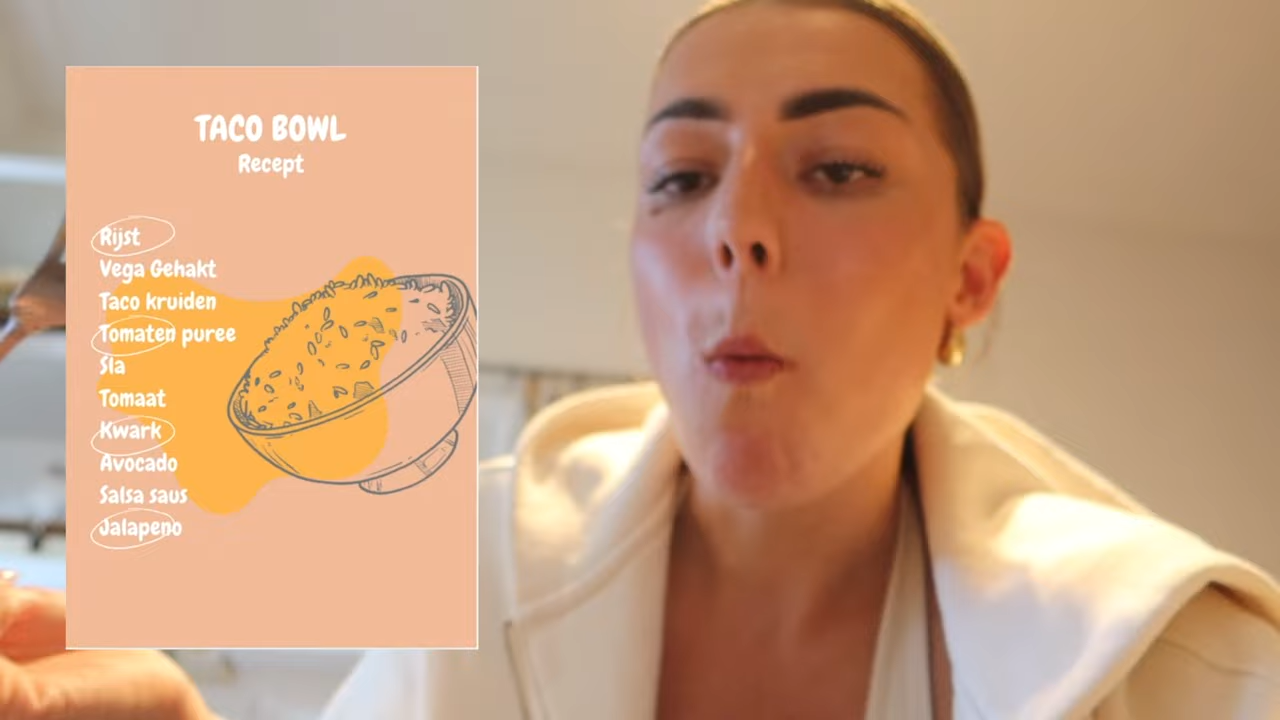 TACO BOWL
Recept
Rijst
Vega Gehakt
Taco kruiden
Tomaten puree
Sla
Tomaat
Kwark
Avocado
Salsa saus
Jalapeno